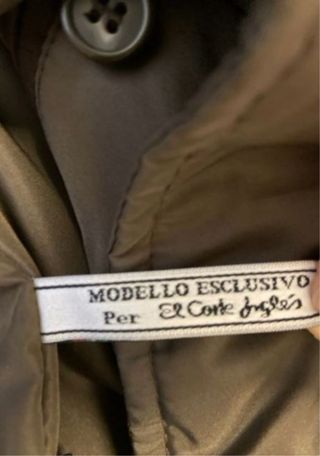 MODELLO ESCLUSIVO
Per El Corte Inglés